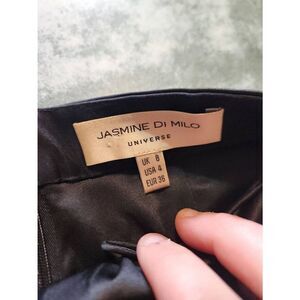 JASMINE DI MILO
UNIVERSE
UK 8
USA 4
EUR 36